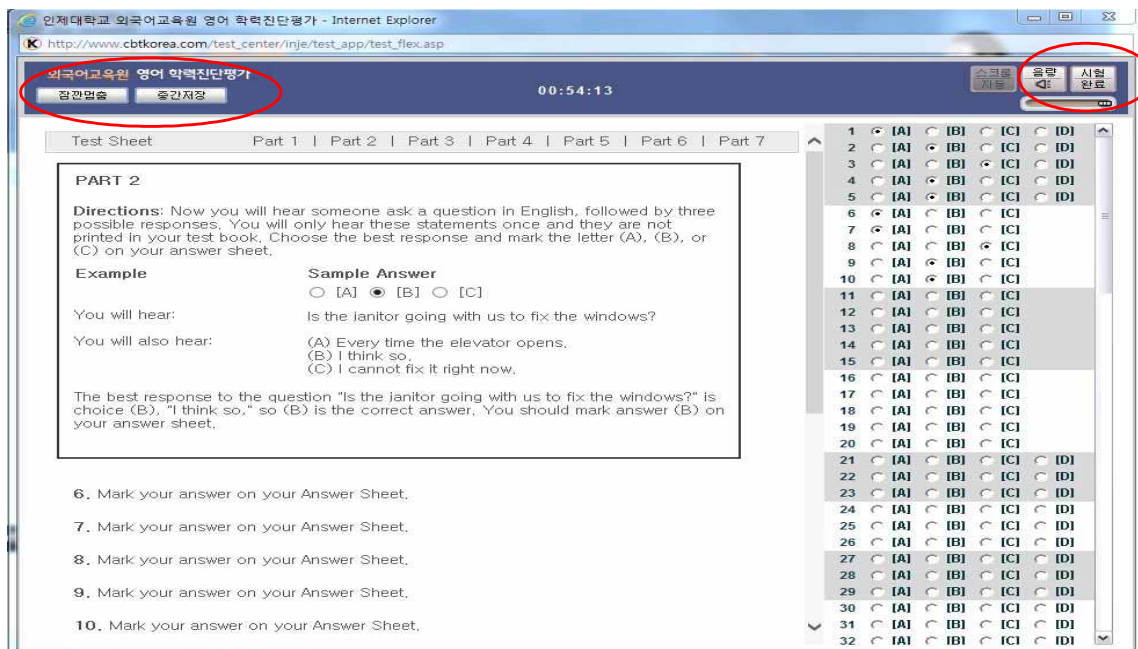 인제대학교 외국어교육원 영어 학력진단평가 - Internet Explorer
http://www.cbtkorea.com/test_center/inje/test_app/test_flex.asp
외국어교육원 영어 학력진단평가
잠깐멈춤 중간저장
00:54:13
스크롤 자동
음량
시험 완료
Test Sheet Part 1 | Part 2 | Part 3 | Part 4 | Part 5 | Part 6 | Part 7
PART 2
Directions: Now you will hear someone ask a question in English, followed by three
possible responses, You will only hear these statements once and they are not
printed in your test book, Choose the best response and mark the letter (A), (B), or
(C) on your answer sheet,
Example Sample Answer
[A] [B] [C]
You will hear: Is the janitor going with us to fix the windows?
You will also hear: (A) Every time the elevator opens,
(B) I think so,
(C) I cannot fix it right now,
The best response to the question "Is the janitor going with us to fix the windows?" is
choice (B), "I think so," so (B) is the correct answer, You should mark answer (B) on
your answer sheet,
6. Mark your answer on your Answer Sheet,
7. Mark your answer on your Answer Sheet,
8. Mark your answer on your Answer Sheet,
9. Mark your answer on your Answer Sheet,
10. Mark your answer on your Answer Sheet,
1 [A] [B] [C] [D]
2 [A] [B] [C] [D]
3 [A] [B] [C] [D]
4 [A] [B] [C] [D]
5 [A] [B] [C] [D]
6 [A] [B] [C]
7 [A] [B] [C]
8 [A] [B] [C]
9 [A] [B] [C]
10 [A] [B] [C]
11 [A] [B] [C]
12 [A] [B] [C]
13 [A] [B] [C]
14 [A] [B] [C]
15 [A] [B] [C]
16 [A] [B] [C]
17 [A] [B] [C]
18 [A] [B] [C]
19 [A] [B] [C]
20 [A] [B] [C]
21 [A] [B] [C] [D]
22 [A] [B] [C] [D]
23 [A] [B] [C] [D]
24 [A] [B] [C] [D]
25 [A] [B] [C] [D]
26 [A] [B] [C] [D]
27 [A] [B] [C] [D]
28 [A] [B] [C] [D]
29 [A] [B] [C] [D]
30 [A] [B] [C] [D]
31 [A] [B] [C] [D]
32 [A] [B] [C] [D]